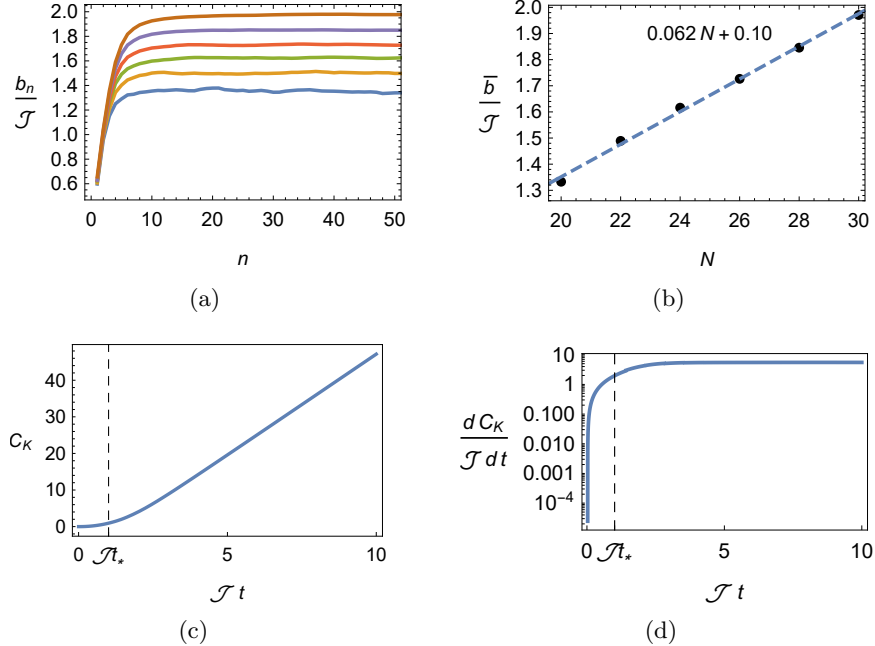 2.0
1.8
1.6
1.4
1.2
1.0
0.8
0.6
b_n
𝒥
0 10 20 30 40 50
n
(a)
2.0
1.9
1.8
1.7
1.6
1.5
1.4
1.3
b̅
𝒥
0.062 N + 0.10
20 22 24 26 28 30
N
(b)
40
30
20
10
0
C_K
0 𝒥t_* 5 10
𝒥 t
(c)
10
1
0.100
0.010
0.001
10^-4
d C_K
𝒥 d t
0 𝒥t_* 5 10
𝒥 t
(d)